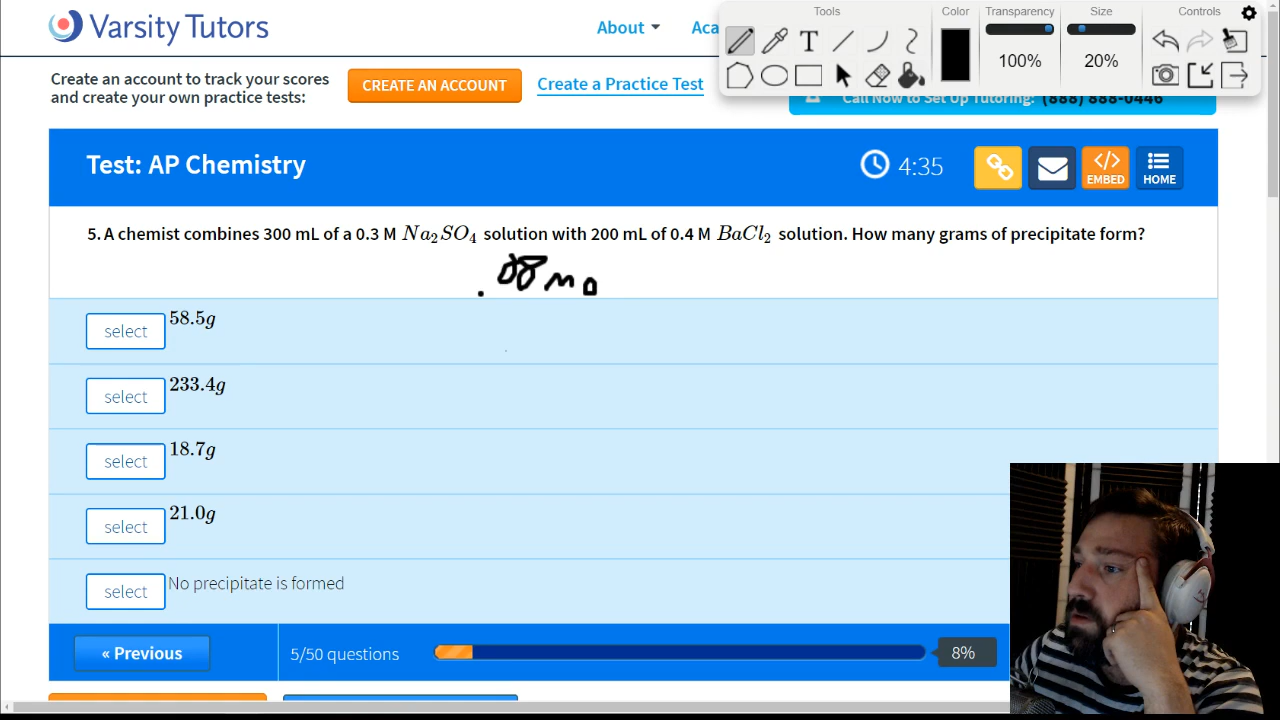 Varsity Tutors
About
Aca
Tools
Color
Transparency
Size
Controls
100%
20%
Create an account to track your scores
and create your own practice tests:
CREATE AN ACCOUNT
Create a Practice Test
Call Now to Set Up Tutoring: (888) 888-0446
Test: AP Chemistry
4:35
EMBED
HOME
5. A chemist combines 300 mL of a 0.3 M Na₂SO₄ solution with 200 mL of 0.4 M BaCl₂ solution. How many grams of precipitate form?
.08 mo
select 58.5g
select 233.4g
select 18.7g
select 21.0g
select No precipitate is formed
« Previous
5/50 questions
8%